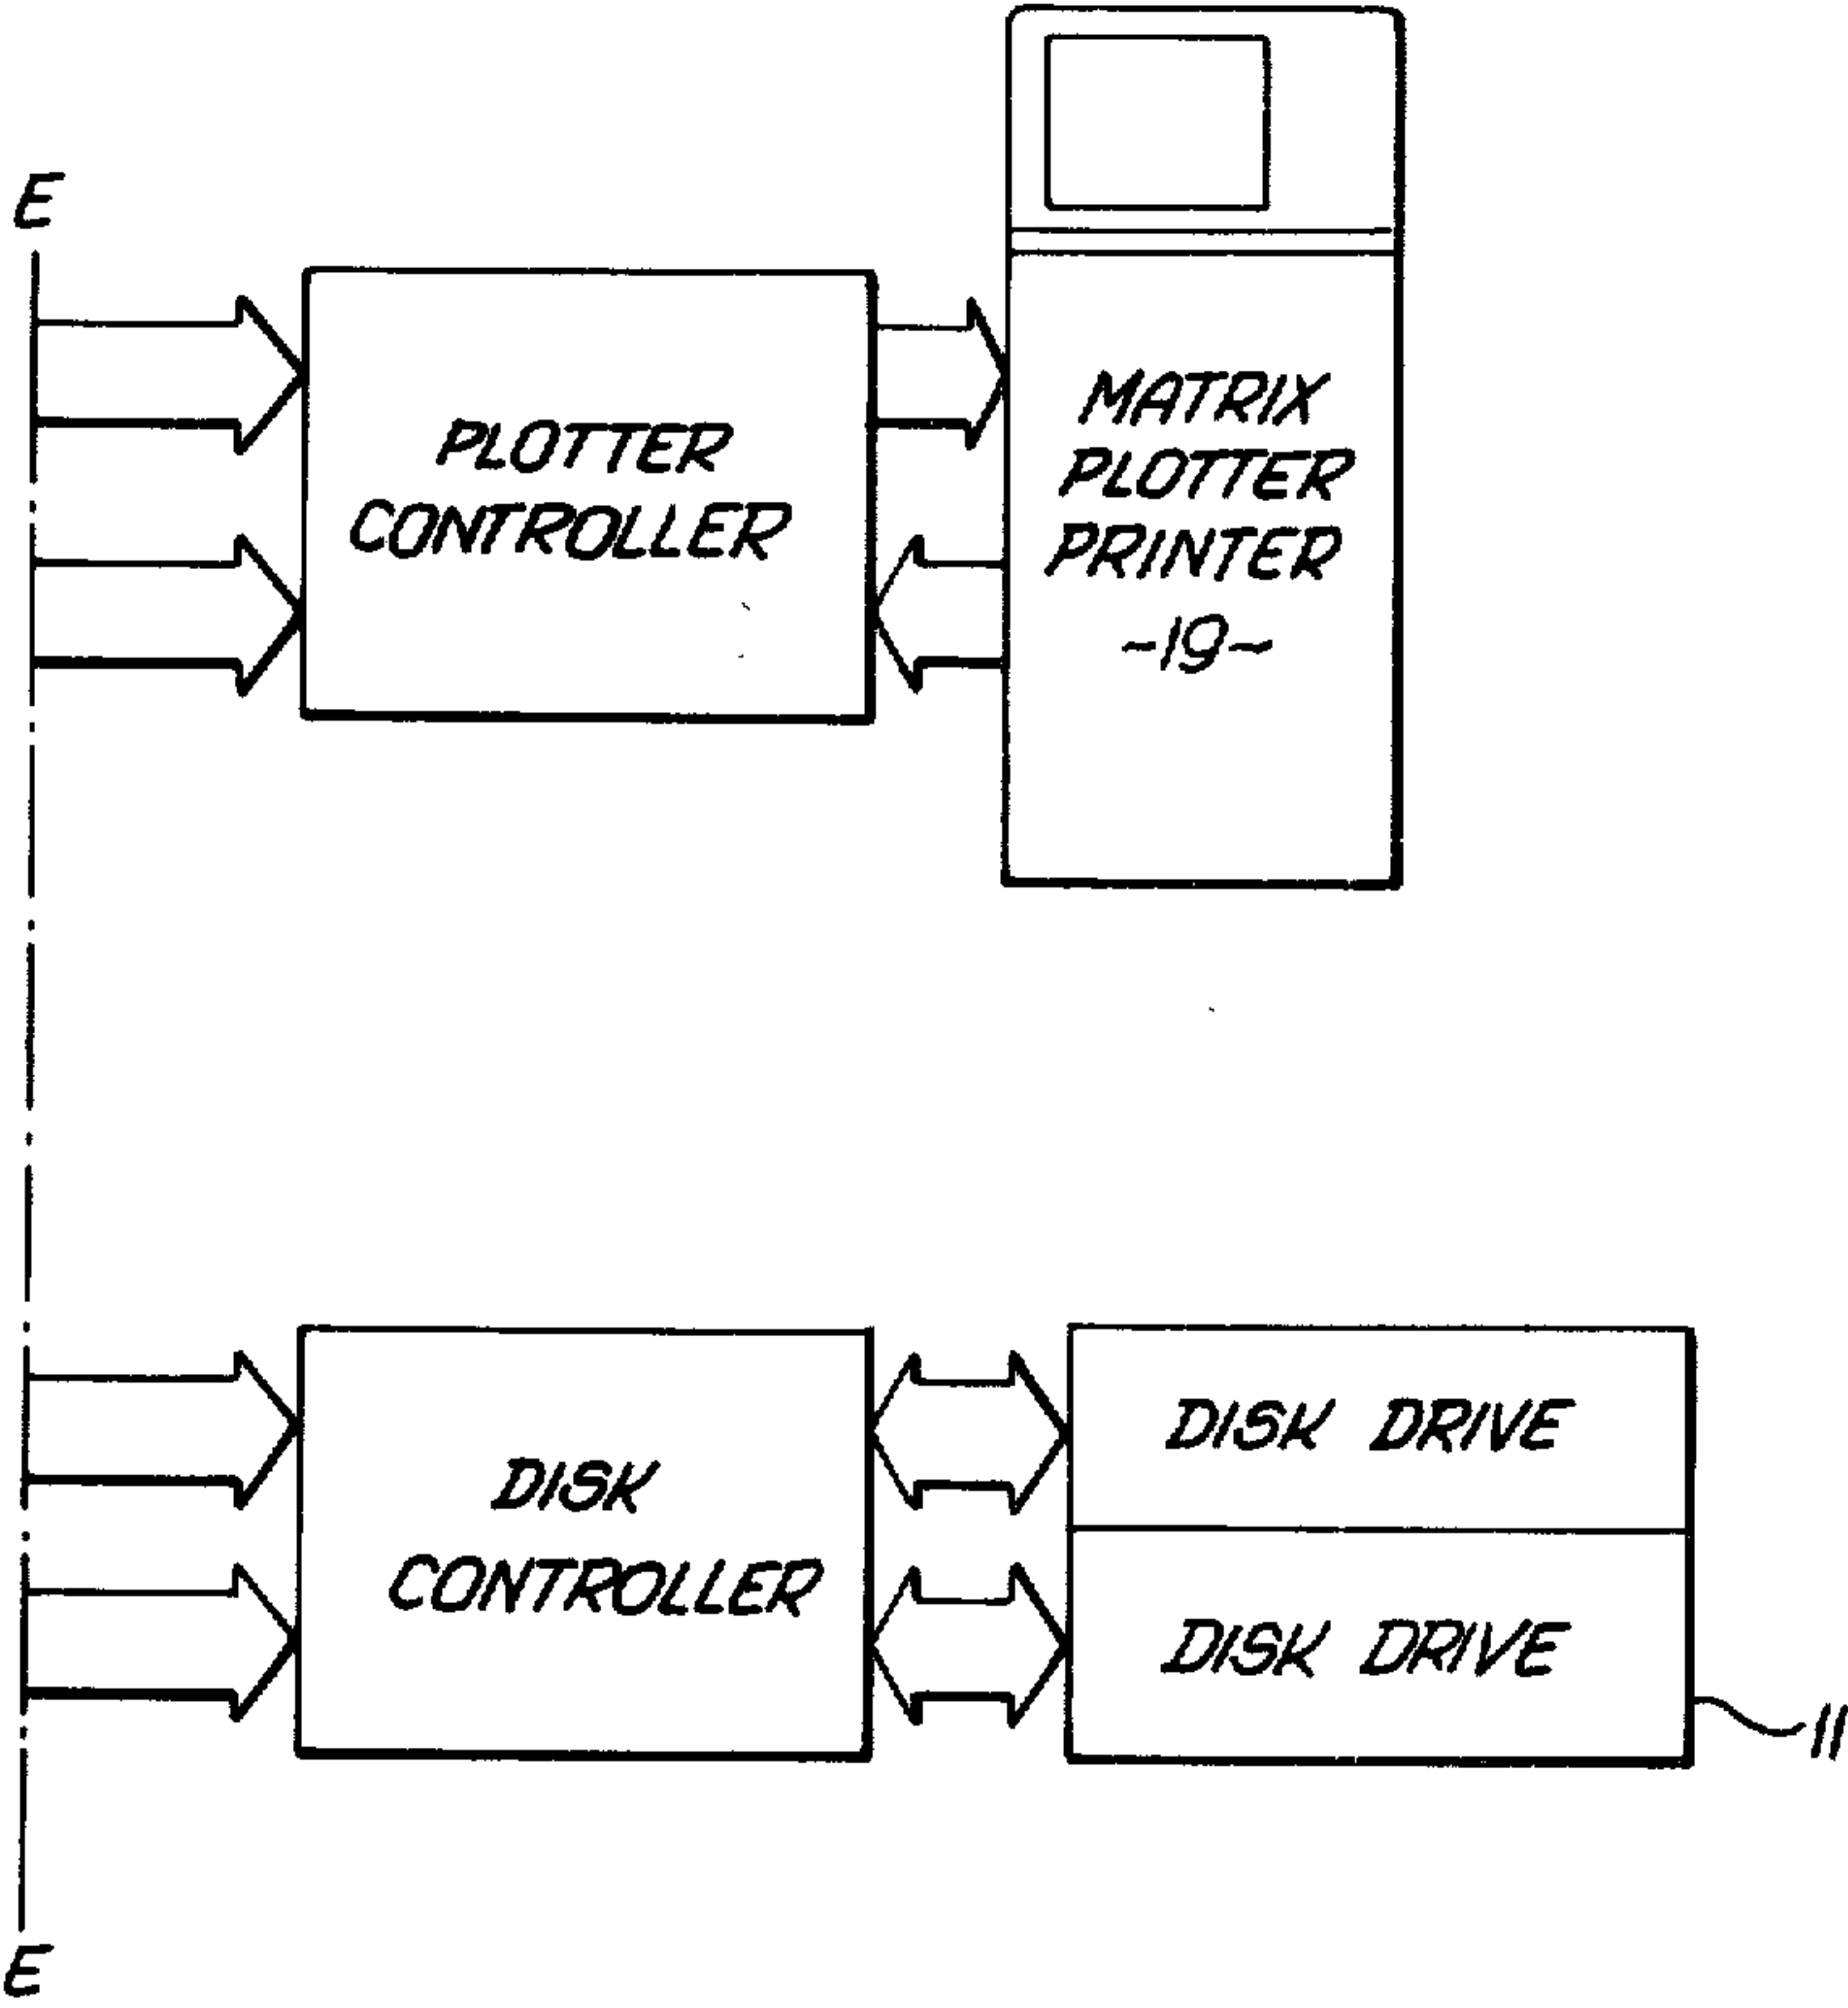 E
PLOTTER
CONTROLLER
MATRIX
PLOTTER
PRINTER
-19-
DISK
CONTROLLER
DISK DRIVE
DISK DRIVE
11
E